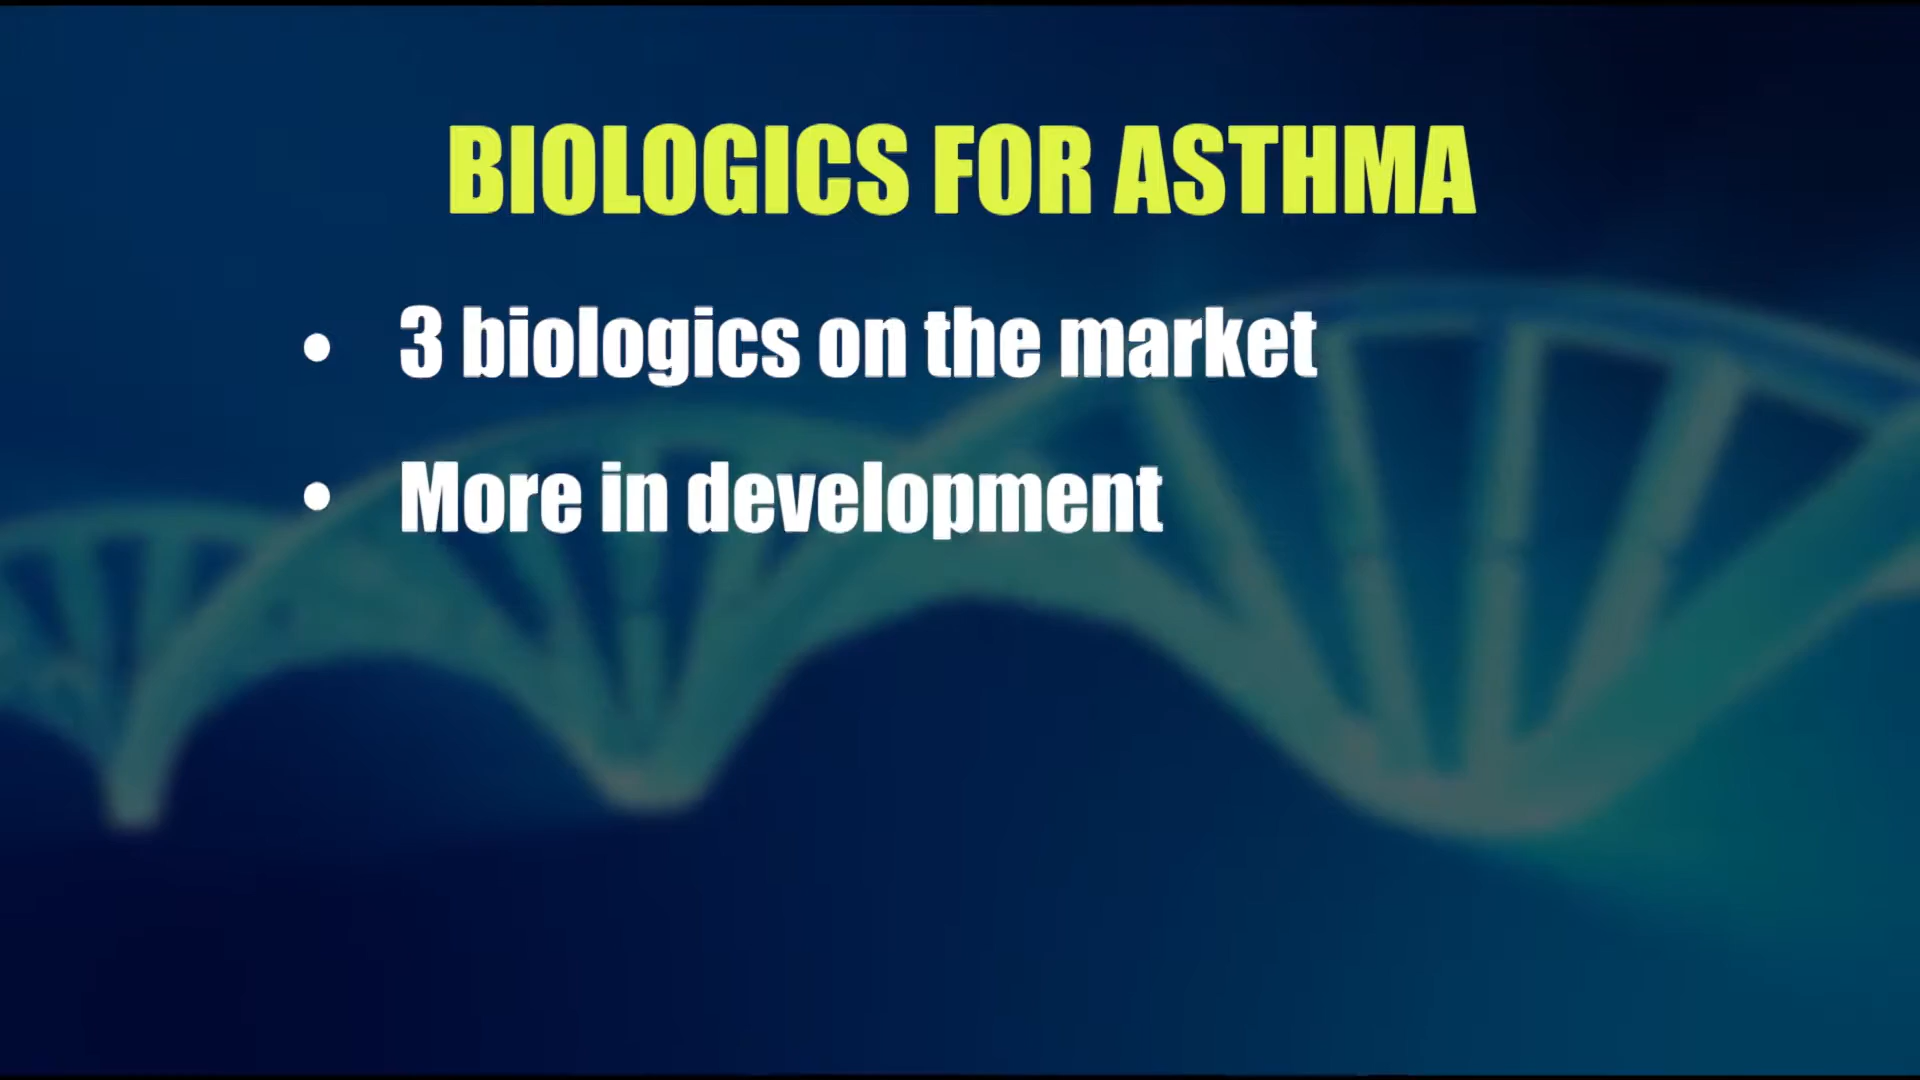 BIOLOGICS FOR ASTHMA
• 3 biologics on the market
• More in development